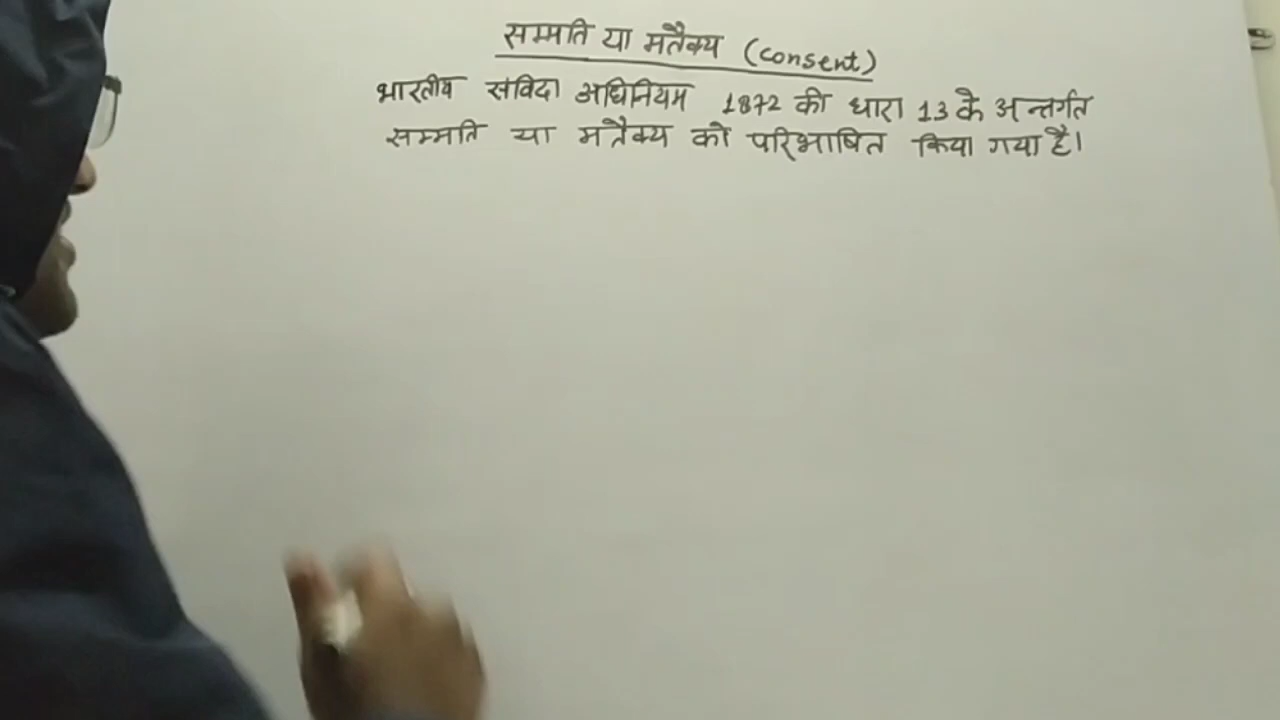 सम्मति या मतैक्य (consent)
भारतीय संविदा अधिनियम 1872 की धारा 13 के अन्तर्गत
सम्मति या मतैक्य को परिभाषित किया गया है।